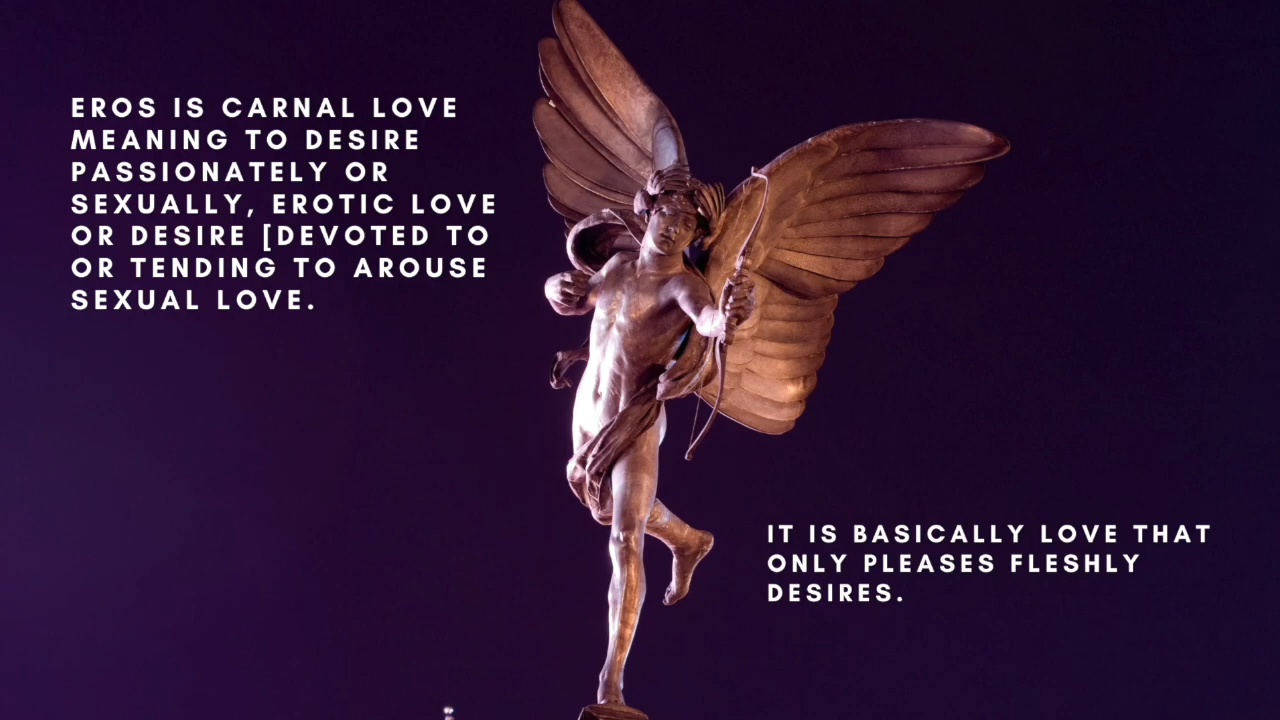 EROS IS CARNAL LOVE
MEANING TO DESIRE
PASSIONATELY OR
SEXUALLY, EROTIC LOVE
OR DESIRE [DEVOTED TO
OR TENDING TO AROUSE
SEXUAL LOVE.
IT IS BASICALLY LOVE THAT
ONLY PLEASES FLESHLY
DESIRES.